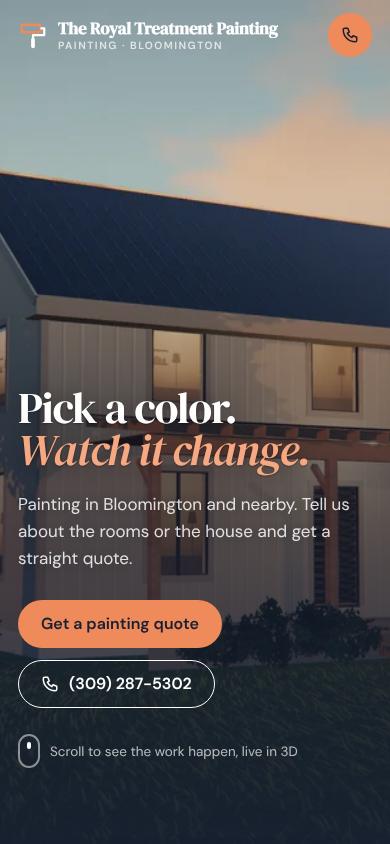 The Royal Treatment Painting
PAINTING · BLOOMINGTON
Pick a color.
Watch it change.
Painting in Bloomington and nearby. Tell us
about the rooms or the house and get a
straight quote.
Get a painting quote
(309) 287-5302
Scroll to see the work happen, live in 3D